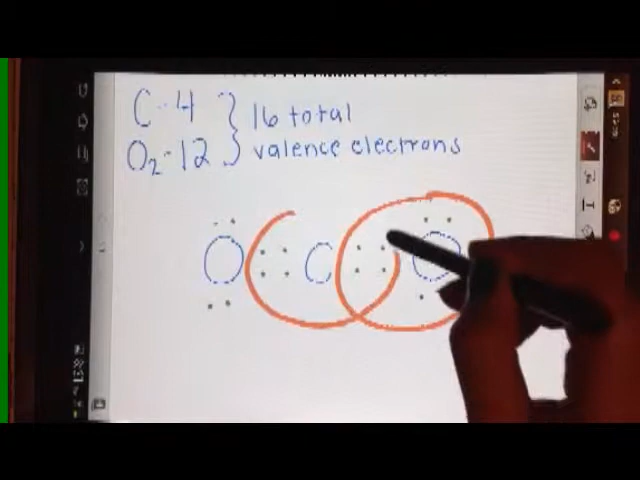 C - 4 } 16 total
O₂ - 12 valence electrons
O C O